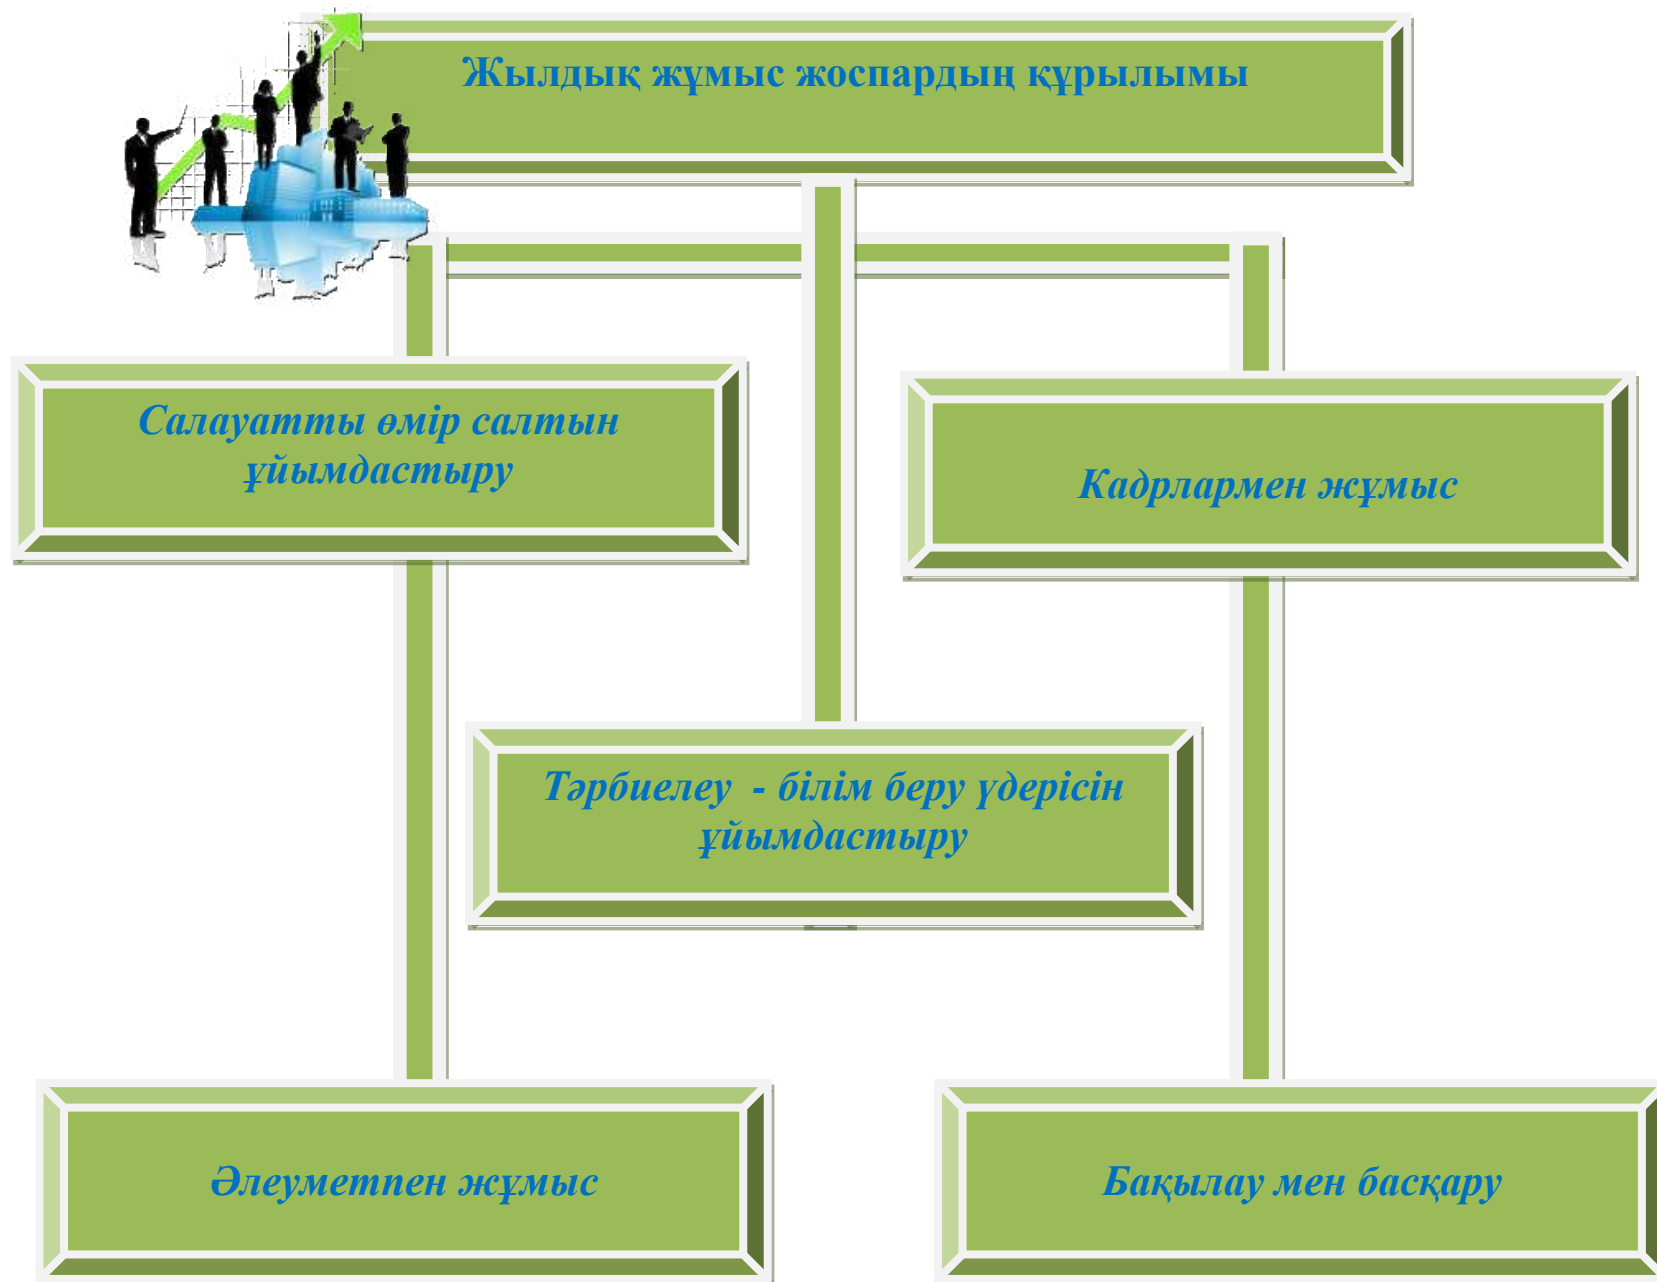 Жылдық жұмыс жоспардың құрылымы
Салауатты өмір салтын
ұйымдастыру
Кадрлармен жұмыс
Тәрбиелеу  - білім беру үдерісін
ұйымдастыру
Әлеуметпен жұмыс
Бақылау мен басқару